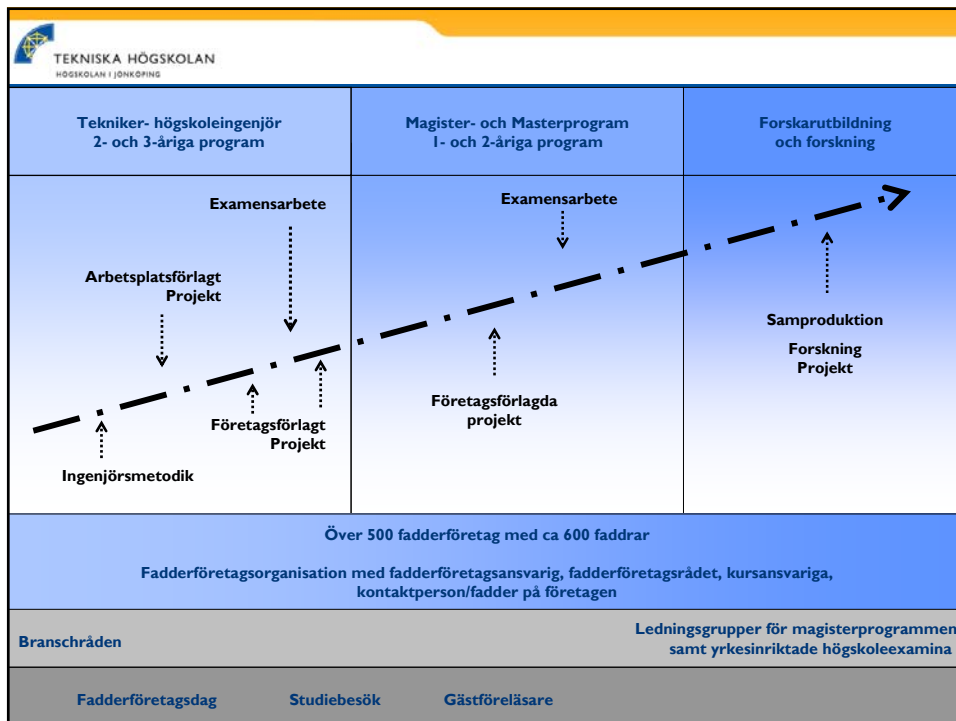 TEKNISKA HÖGSKOLAN
HÖGSKOLAN I JÖNKÖPING
Tekniker- högskoleingenjör
2- och 3-åriga program
Magister- och Masterprogram
1- och 2-åriga program
Forskarutbildning
och forskning
Examensarbete
Arbetsplatsförlagt
Projekt
Företagsförlagt
Projekt
Ingenjörsmetodik
Examensarbete
Företagsförlagda
projekt
Samproduktion
Forskning
Projekt
Över 500 fadderföretag med ca 600 faddrar
Fadderföretagsorganisation med fadderföretagsansvarig, fadderföretagsrådet, kursansvariga,
kontaktperson/fadder på företagen
Branschråden
Ledningsgrupper för magisterprogrammen
samt yrkesinriktade högskoleexamina
Fadderföretagsdag
Studiebesök
Gästföreläsare